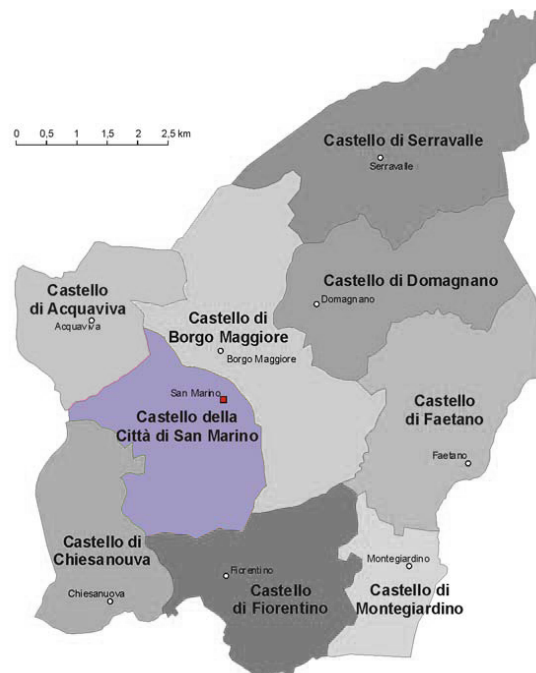 0 0,5 1 1,5 2 2,5 km
Castello di Serravalle
Serravalle
Castello di Domagnano
Domagnano
Castello
di Acquaviva
Acquaviva
Castello di
Borgo Maggiore
Borgo Maggiore
San Marino
Castello della
Città di San Marino
Castello
di Faetano
Faetano
Castello di
Chiesanouva
Chiesanuova
Fiorentino
Castello
di Fiorentino
Montegiardino
Castello di
Montegiardino